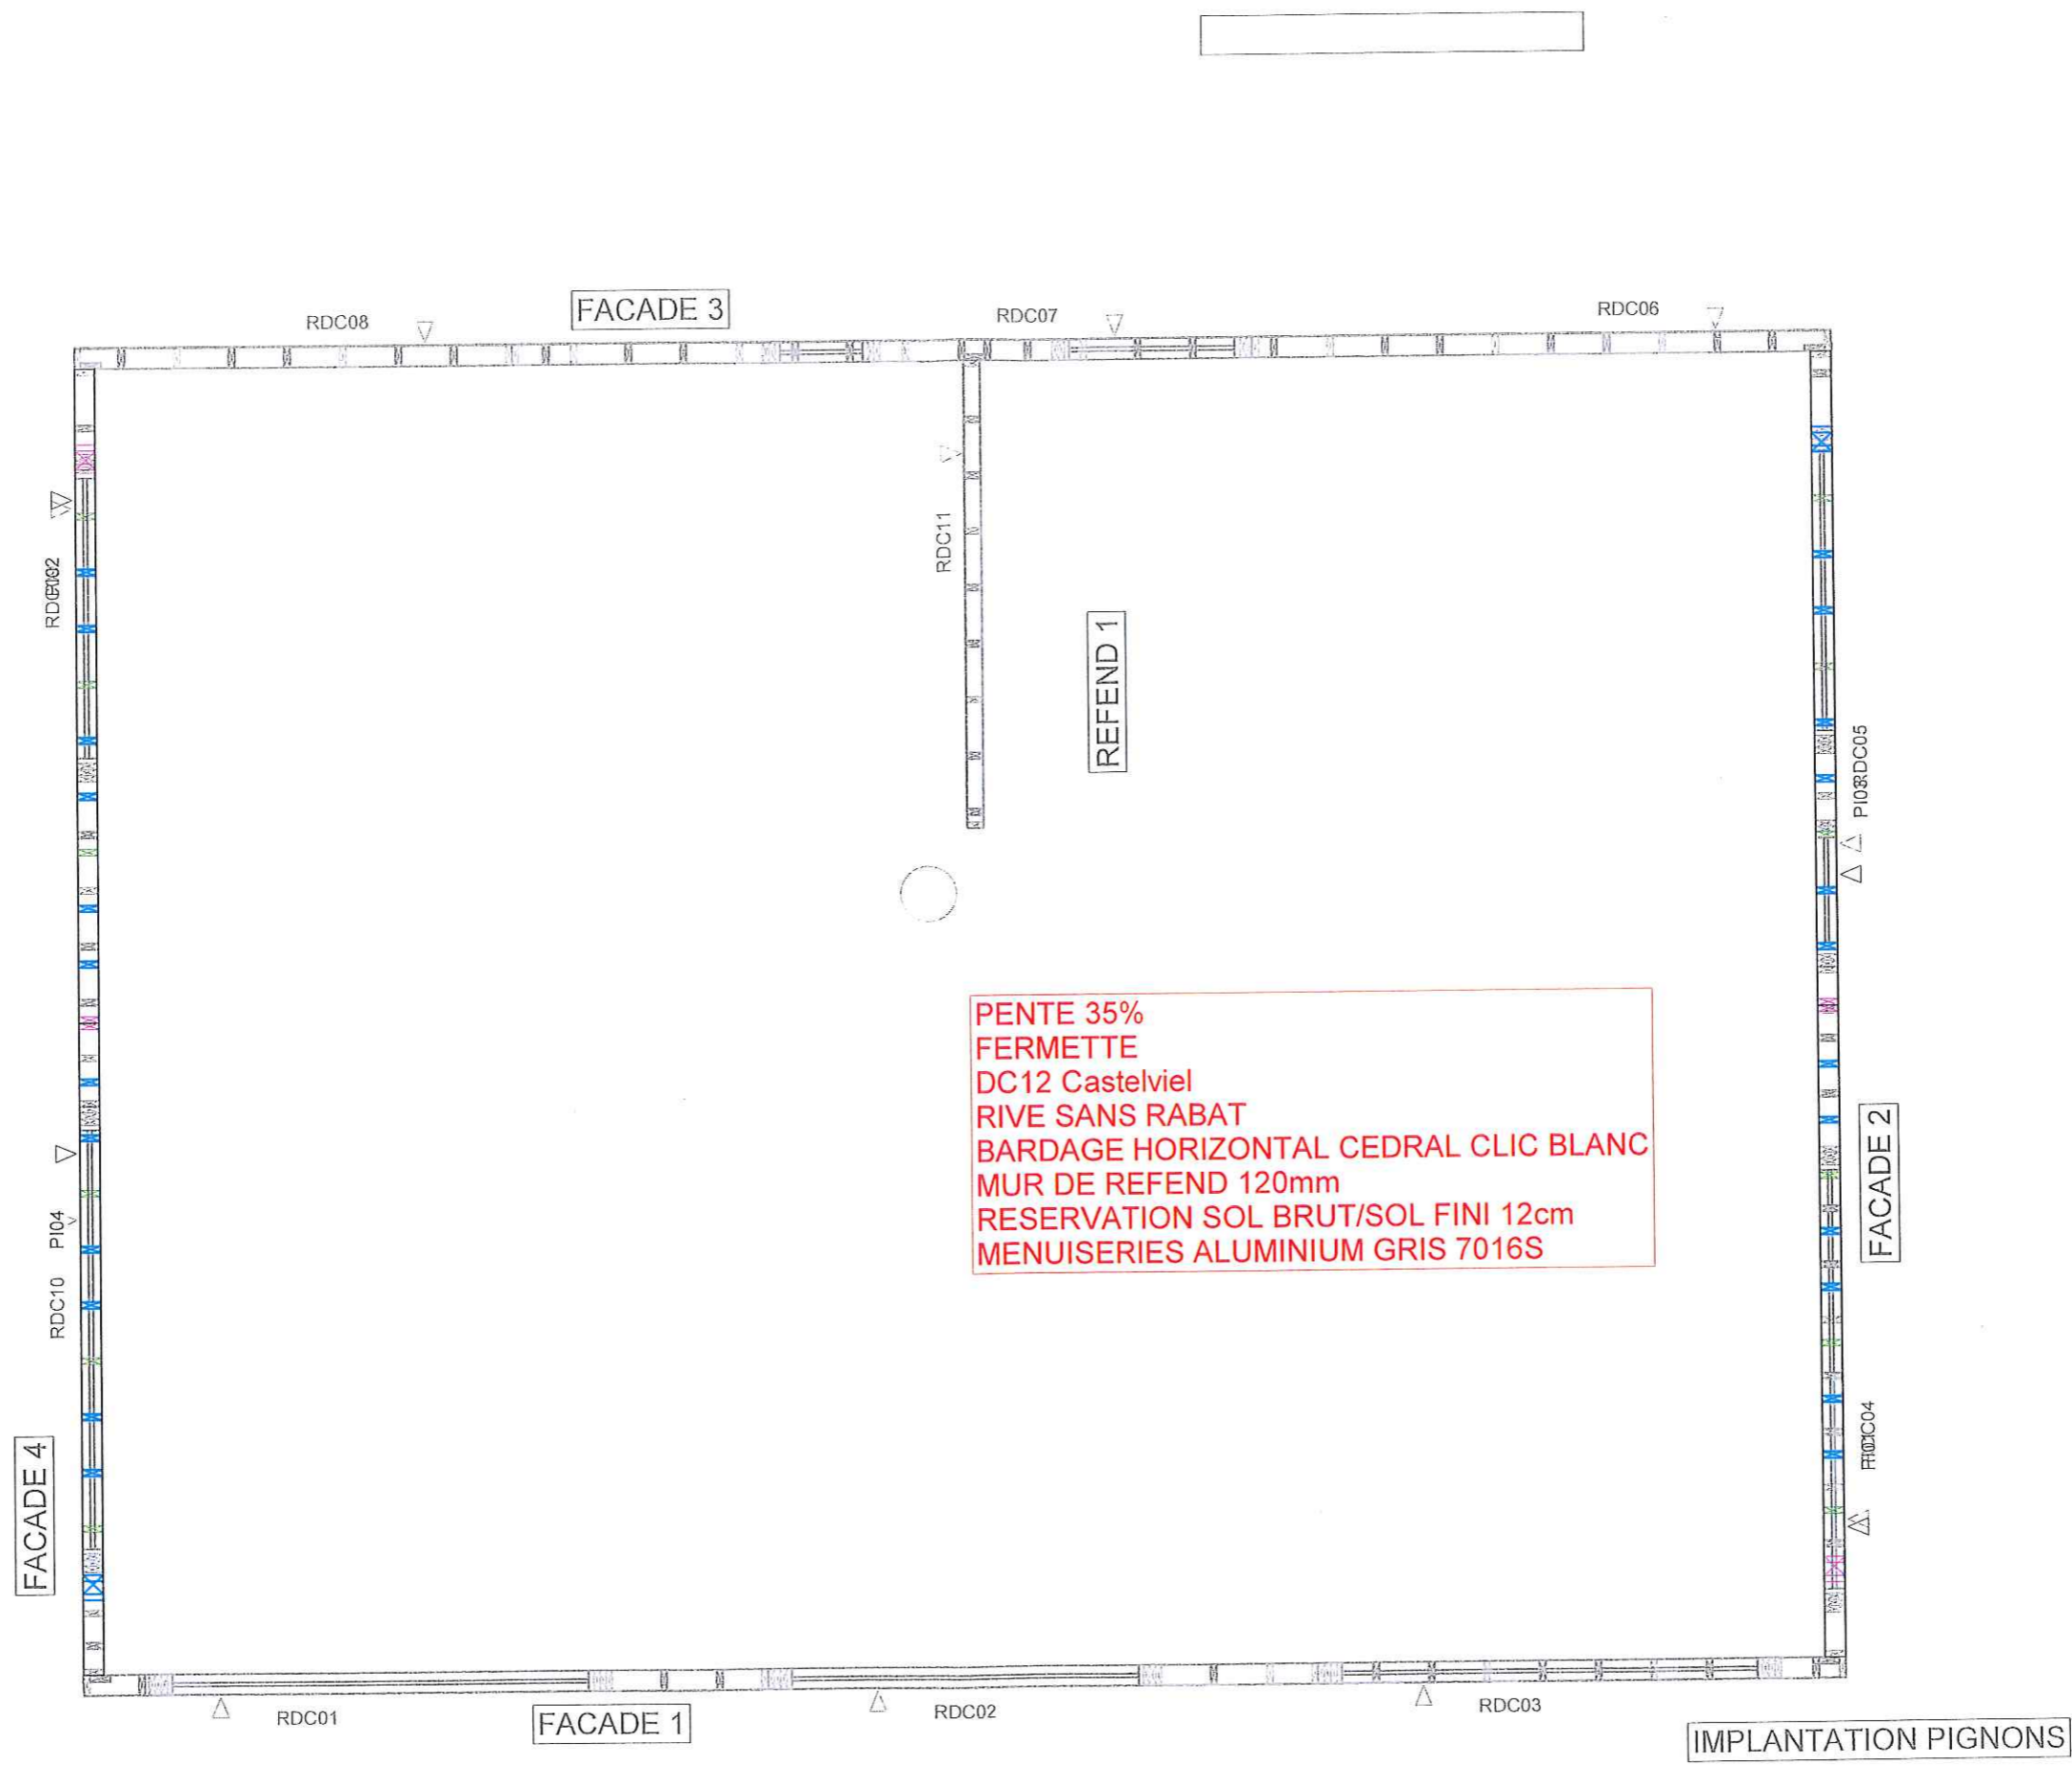 FACADE 3
RDC08
RDC07
RDC06
RDC11
REFEND 1
RDC05
PENTE 35%
FERMETTE
DC12 Castelviel
RIVE SANS RABAT
BARDAGE HORIZONTAL CEDRAL CLIC BLANC
MUR DE REFEND 120mm
RESERVATION SOL BRUT/SOL FINI 12cm
MENUISERIES ALUMINIUM GRIS 7016S
FACADE 2
PI04
RDC10
FACADE 4
RDC01
FACADE 1
RDC02
RDC03
IMPLANTATION PIGNONS